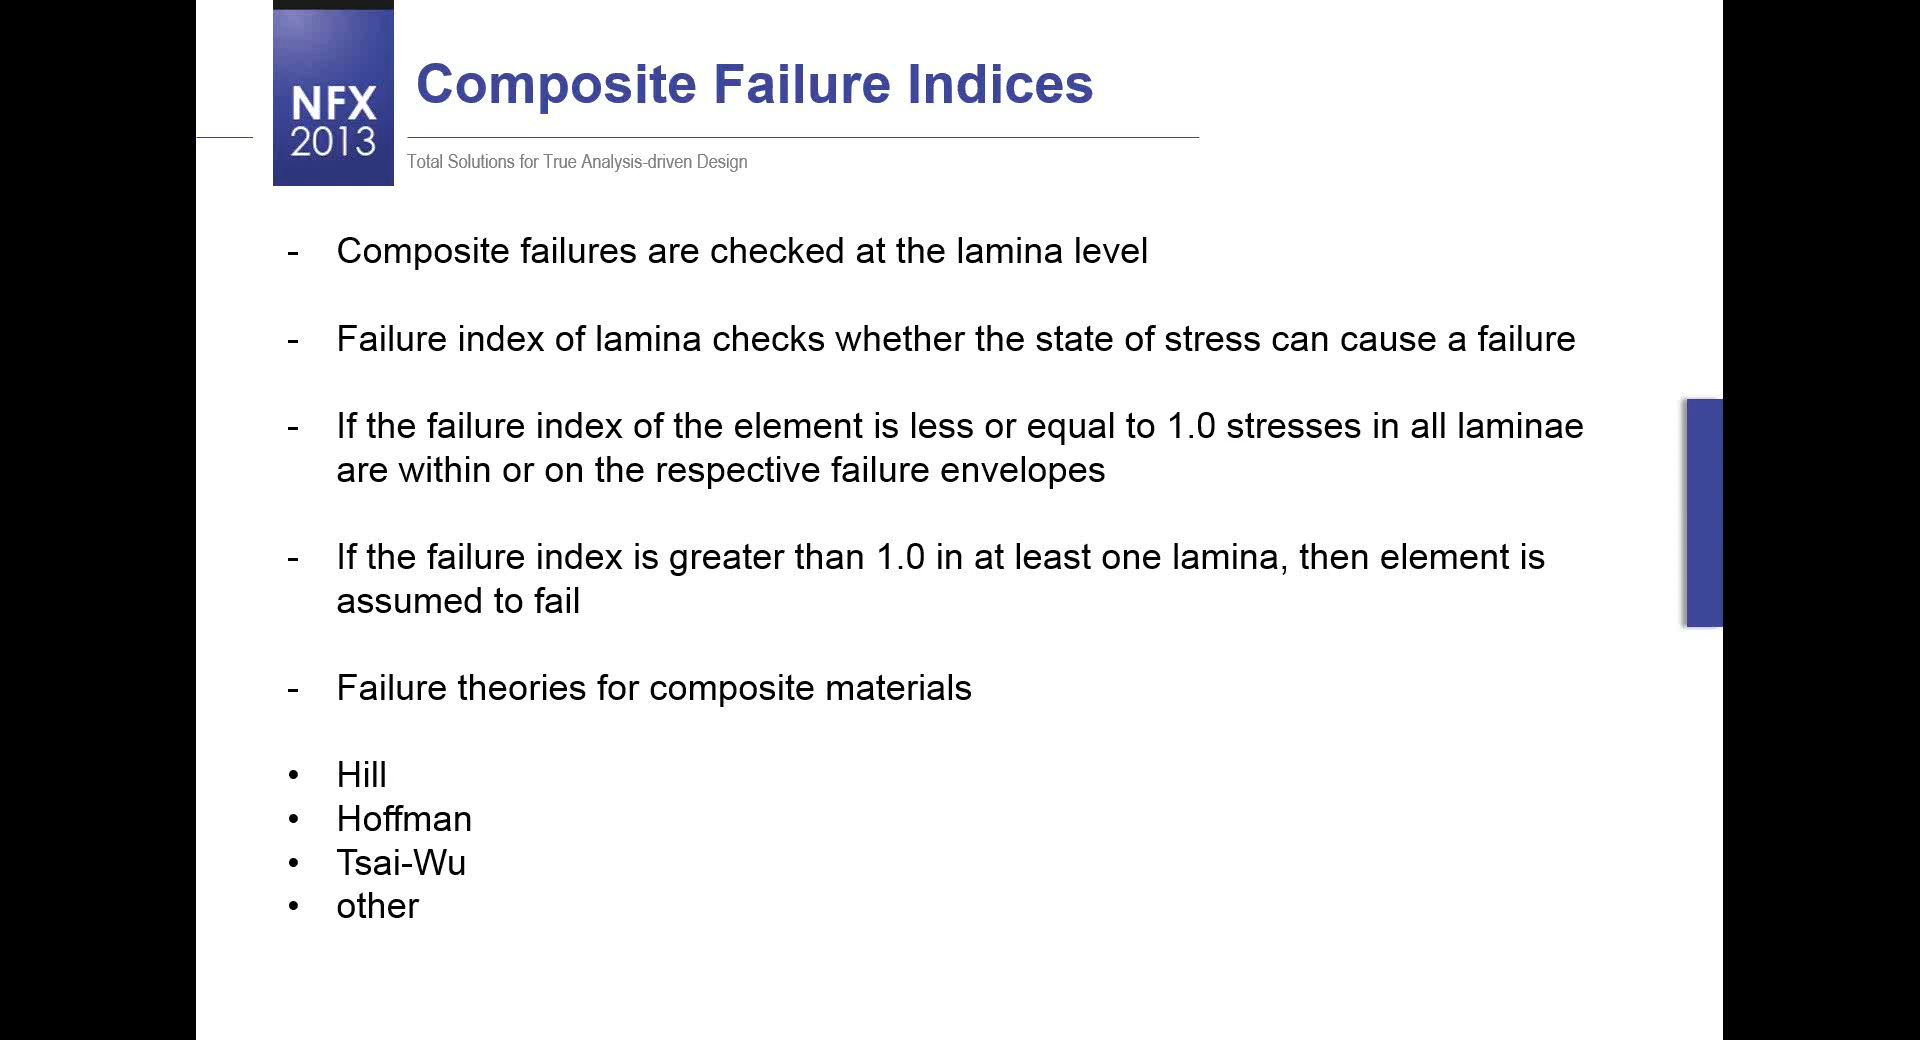 NFX
2013
Composite Failure Indices
Total Solutions for True Analysis-driven Design
- Composite failures are checked at the lamina level
- Failure index of lamina checks whether the state of stress can cause a failure
- If the failure index of the element is less or equal to 1.0 stresses in all laminae
are within or on the respective failure envelopes
- If the failure index is greater than 1.0 in at least one lamina, then element is
assumed to fail
- Failure theories for composite materials
• Hill
• Hoffman
• Tsai-Wu
• other